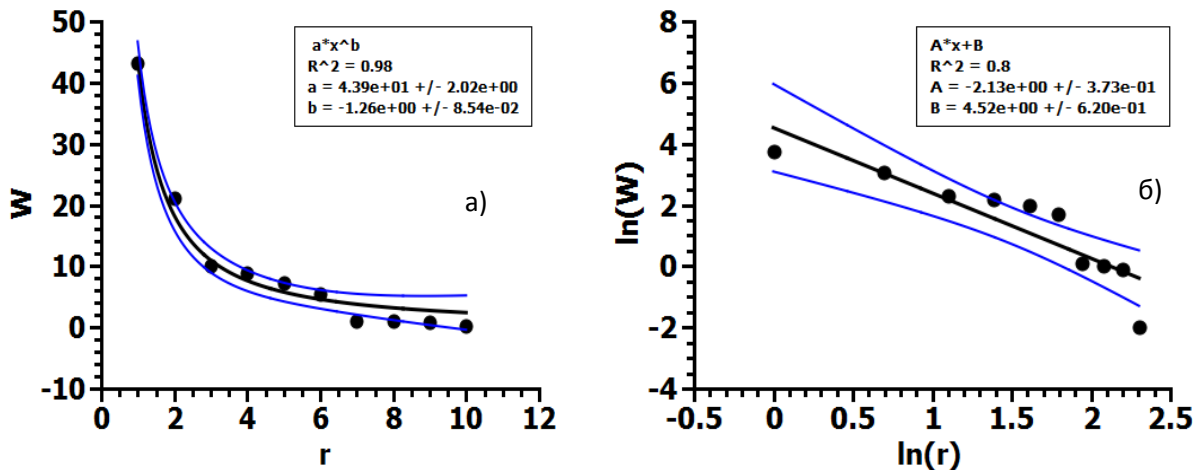 50
40
30
20
10
0
-10
W
0
2
4
6
8
10
12
r
a*x^b
R^2 = 0.98
a = 4.39e+01 +/- 2.02e+00
b = -1.26e+00 +/- 8.54e-02
а)
8
6
4
2
0
-2
-4
ln(W)
-0.5
0
0.5
1
1.5
2
2.5
ln(r)
A*x+B
R^2 = 0.8
A = -2.13e+00 +/- 3.73e-01
B = 4.52e+00 +/- 6.20e-01
б)